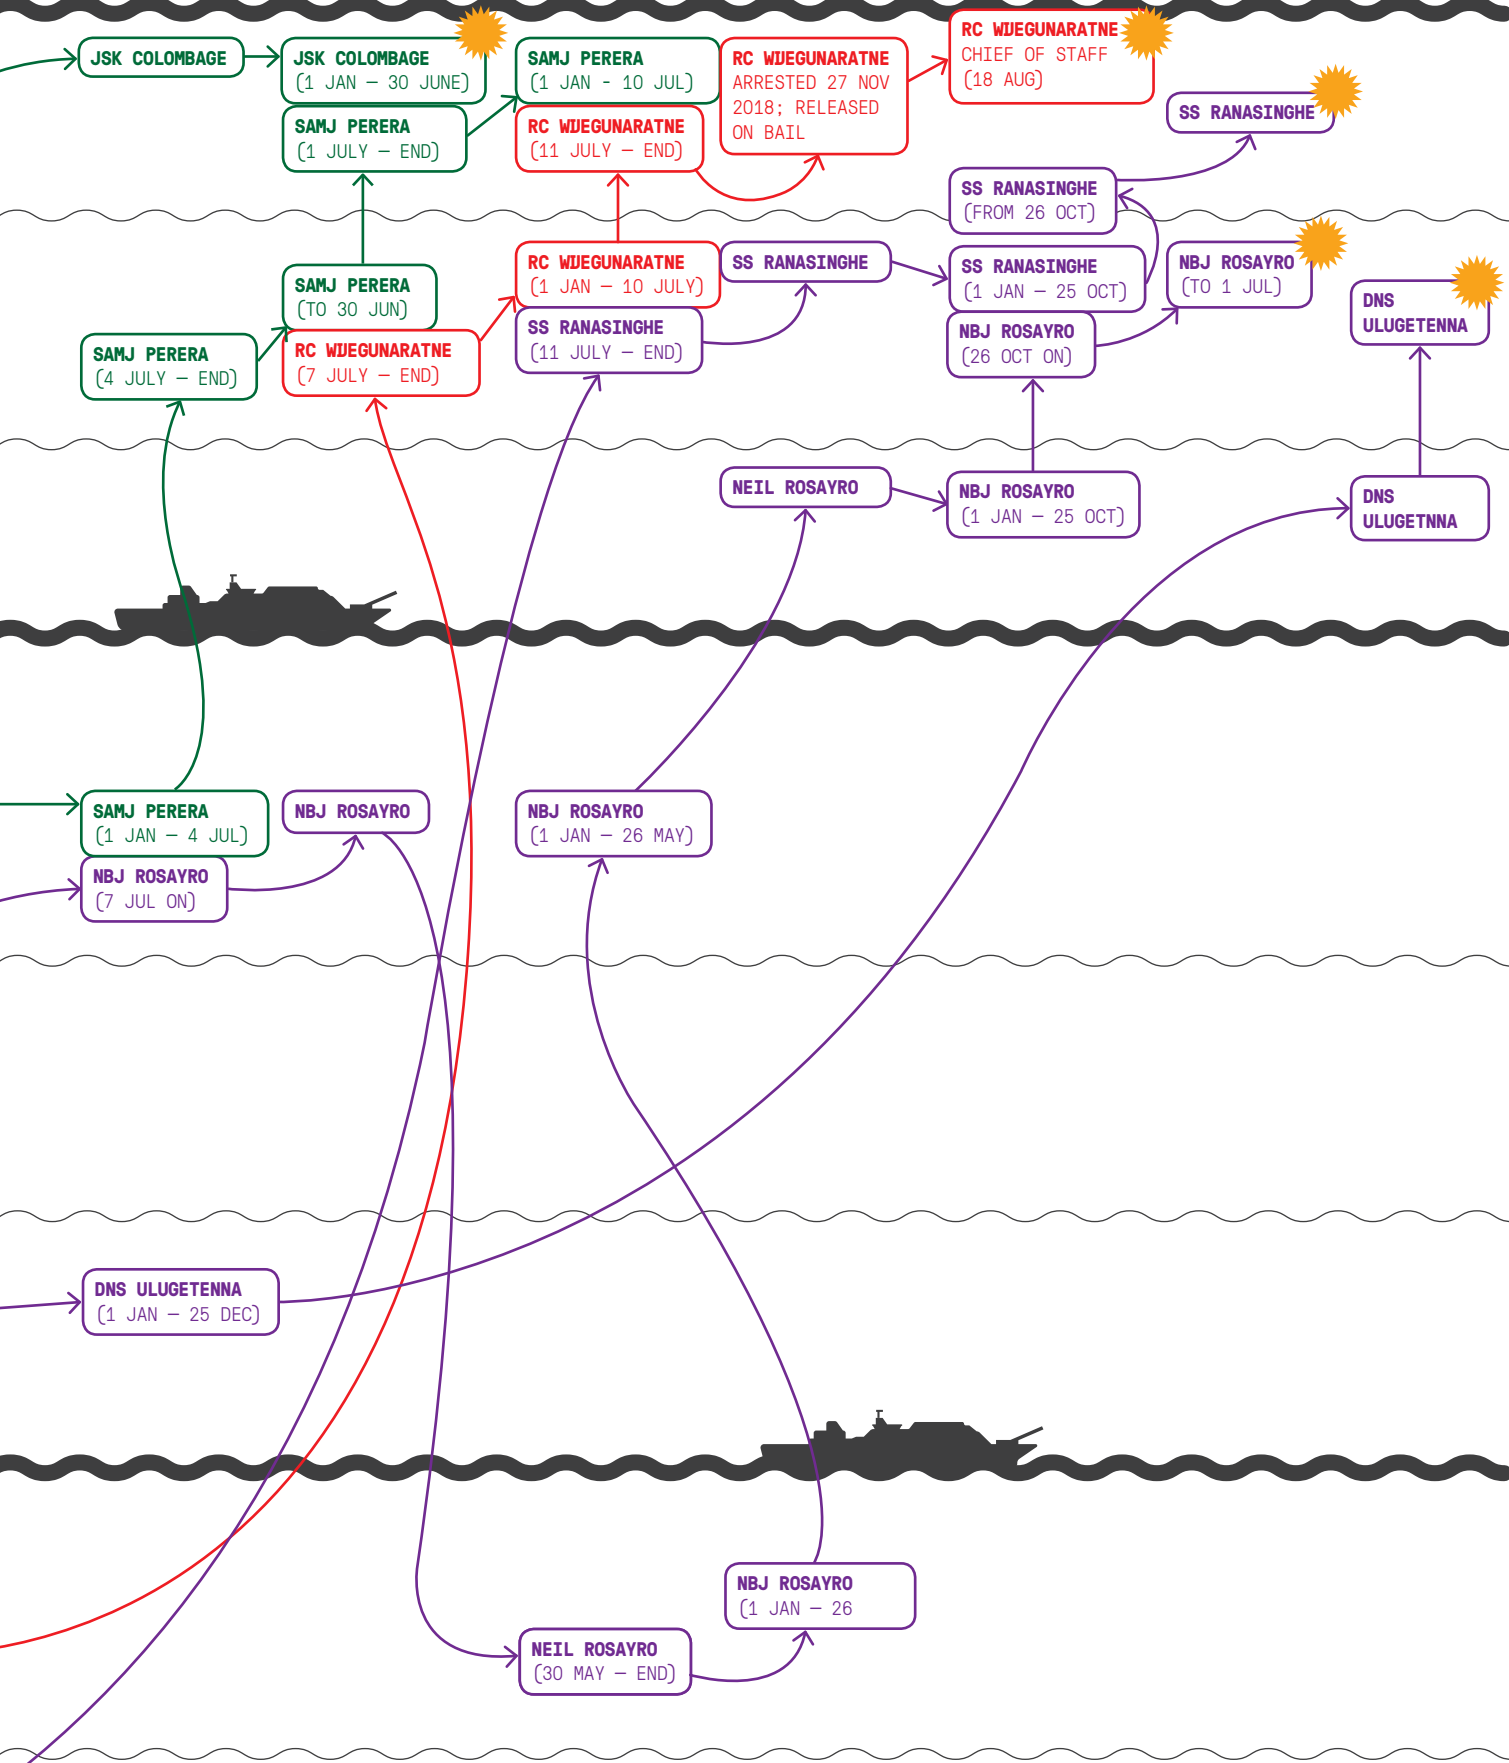 JSK COLOMBAGE
JSK COLOMBAGE
(1 JAN – 30 JUNE)
SAMJ PERERA
(1 JULY – END)
SAMJ PERERA
(1 JAN - 10 JUL)
RC WIJEGUNARATNE
(11 JULY – END)
RC WIJEGUNARATNE
ARRESTED 27 NOV
2018; RELEASED
ON BAIL
RC WIJEGUNARATNE
CHIEF OF STAFF
(18 AUG)
SS RANASINGHE
SS RANASINGHE
(FROM 26 OCT)
SAMJ PERERA
(4 JULY – END)
SAMJ PERERA
(TO 30 JUN)
RC WIJEGUNARATNE
(7 JULY – END)
RC WIJEGUNARATNE
(1 JAN – 10 JULY)
SS RANASINGHE
(11 JULY – END)
SS RANASINGHE
SS RANASINGHE
(1 JAN – 25 OCT)
NBJ ROSAYRO
(26 OCT ON)
NBJ ROSAYRO
(TO 1 JUL)
DNS
ULUGETENNA
NEIL ROSAYRO
NBJ ROSAYRO
(1 JAN – 25 OCT)
DNS
ULUGETNNA
SAMJ PERERA
(1 JAN – 4 JUL)
NBJ ROSAYRO
(7 JUL ON)
NBJ ROSAYRO
NBJ ROSAYRO
(1 JAN – 26 MAY)
DNS ULUGETENNA
(1 JAN – 25 DEC)
NBJ ROSAYRO
(1 JAN – 26
NEIL ROSAYRO
(30 MAY – END)